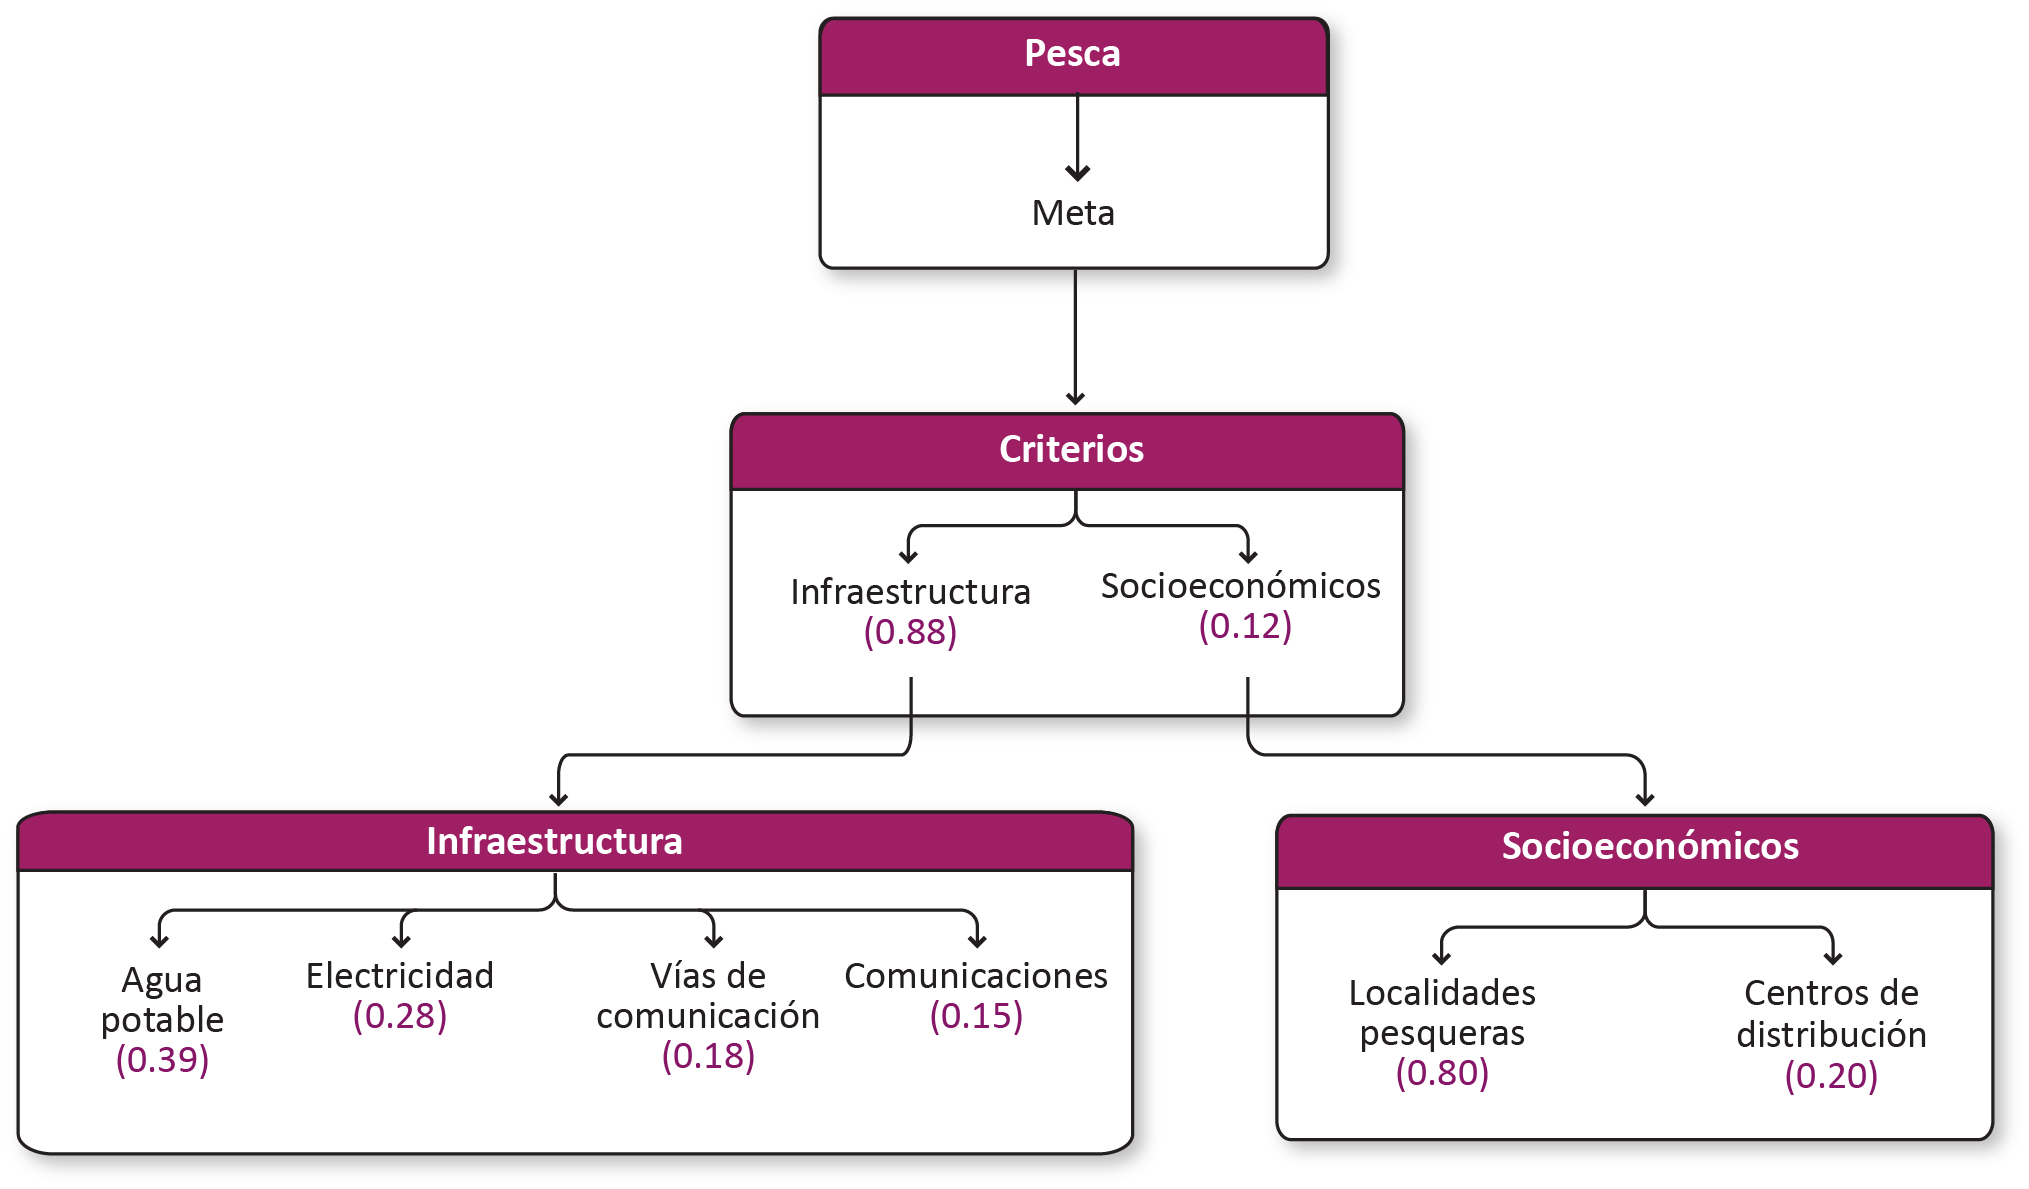 Pesca
Meta
Criterios
Infraestructura
(0.88)
Socioeconómicos
(0.12)
Infraestructura
Agua
potable
(0.39)
Electricidad
(0.28)
Vías de
comunicación
(0.18)
Comunicaciones
(0.15)
Socioeconómicos
Localidades
pesqueras
(0.80)
Centros de
distribución
(0.20)